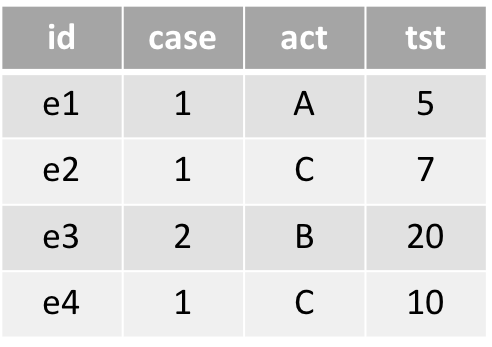 id case act tst
e1 1 A 5
e2 1 C 7
e3 2 B 20
e4 1 C 10